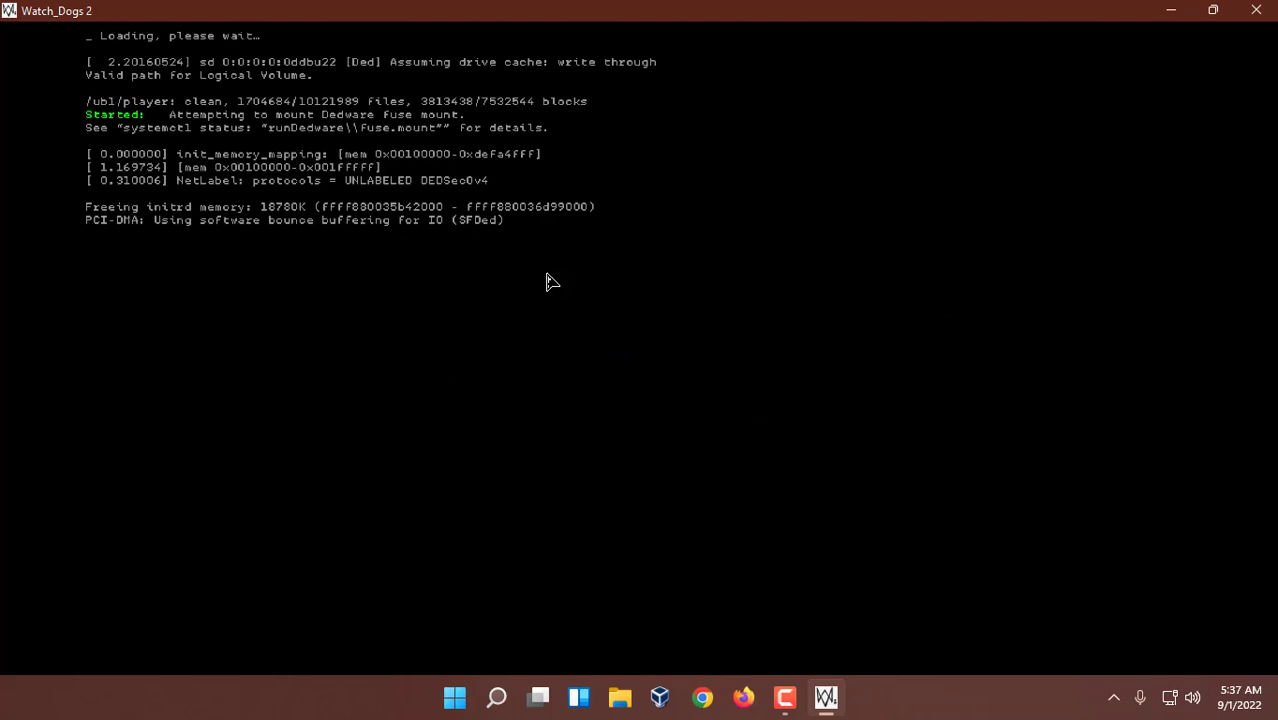 Watch_Dogs 2
_ Loading, please wait…
[ 2.20160524] sd 0:0:0:0:0ddbu22 [Ded] Assuming drive cache: write through
Valid path for Logical Volume.
/ubl/player: clean, 1704684/10121989 files, 3813438/7532544 blocks
Started: Attempting to mount Dedware fuse mount.
See “systemctl status: “runDedware\\fuse.mount”” for details.
[ 0.000000] init_memory_mapping: [mem 0x00100000-0xdefa4fff]
[ 1.169734] [mem 0x00100000-0x001fffff]
[ 0.310006] NetLabel: protocols = UNLABELED DEDSecOv4
Freeing initrd memory: 18780K (ffff880035b42000 - ffff880036d99000)
PCI-DMA: Using software bounce buffering for IO (SFDed)
5:37 AM
9/1/2022